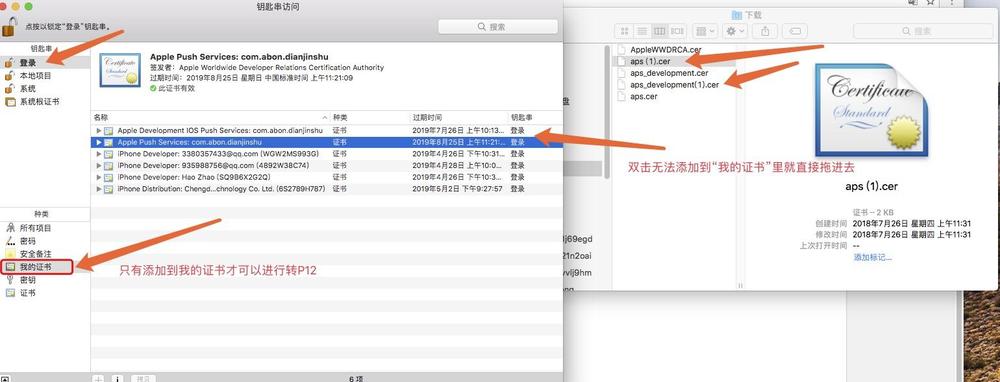 钥匙串访问
点按以锁定“登录”钥匙串。
搜索
钥匙串
登录
本地项目
系统
系统根证书
Certificate
Standard
Apple Push Services: com.abon.dianjinshu
签发者：Apple Worldwide Developer Relations Certification Authority
过期时间：2019年8月25日 星期日 中国标准时间 上午11:21:09
此证书有效
名称
种类
过期时间
钥匙串
Apple Development IOS Push Services: com.abon.dianjinshu
证书
2019年7月26日 上午10:13...
登录
Apple Push Services: com.abon.dianjinshu
证书
2019年8月25日 上午11:21:...
登录
iPhone Developer: 3380357433@qq.com (WGW2MS993G)
证书
2019年4月26日 上午10:31...
登录
iPhone Developer: (4892W38C74)
证书
2019年4月26日 上午10:28...
登录
iPhone Developer: Hao Zhao (SQ9B6X2G2Q)
证书
登录
iPhone Developer: 935988756@qq.com
iPhone Distribution: Chengd...chnology Co. Ltd. (6S2789H787)
证书
2019年5月2日 下午9:27:57
登录
种类
所有项目
密码
安全备注
我的证书
密钥
证书
只有添加到我的证书才可以进行转P12
拷贝
6 项
下载
搜索
AppleWWDRCA.cer
aps (1).cer
aps_development.cer
aps_development(1).cer
aps.cer
盘
双击无法添加到“我的证书”里就直接拖进去
j69egd
21n2oai
vvlj9hm
Certificate
Standard
aps (1).cer
证书 – 2 KB
创建时间 2018年7月26日 星期四 上午11:31
修改时间 2018年7月26日 星期四 上午11:31
上次打开时间 --
添加标记...